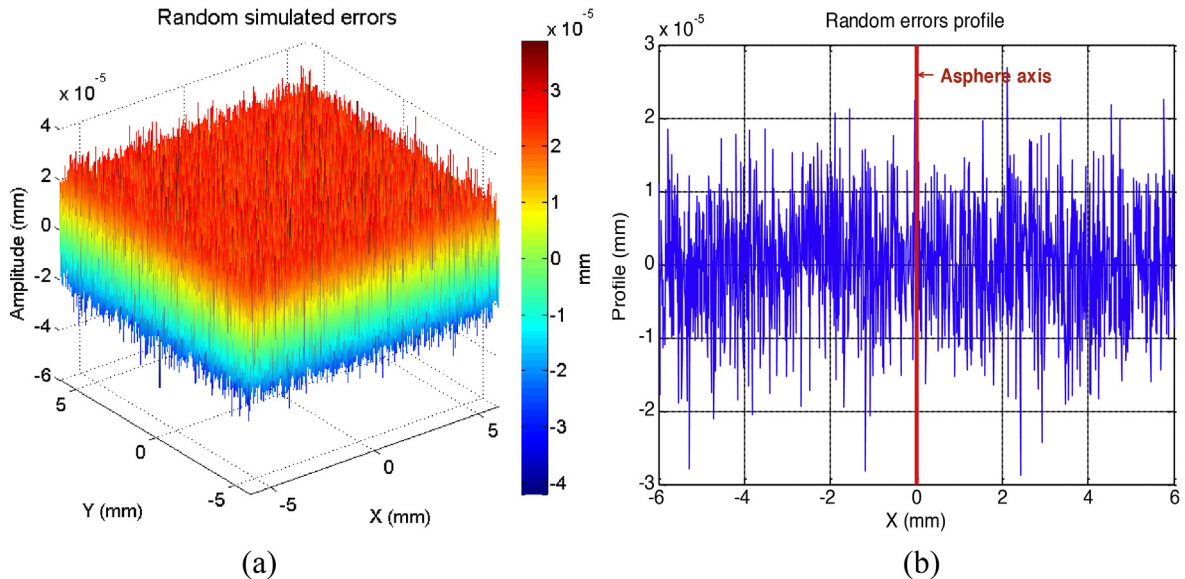 Random simulated errors
x 10 -5
x 10 -5
4
2
0
-2
-4
-6
Amplitude (mm)
5
0
-5
Y (mm)
-5
0
5
X (mm)
3
2
1
0
-1
-2
-3
-4
mm
(a)
Random errors profile
x 10 -5
3
2
1
0
-1
-2
-3
Profile (mm)
← Asphere axis
-6
-4
-2
0
2
4
6
X (mm)
(b)